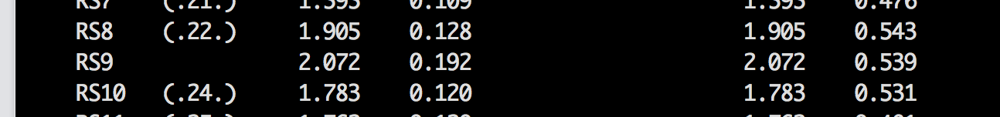 RS7 (.21.) 1.593 0.109 1.593 0.476
RS8 (.22.) 1.905 0.128 1.905 0.543
RS9 2.072 0.192 2.072 0.539
RS10 (.24.) 1.783 0.120 1.783 0.531